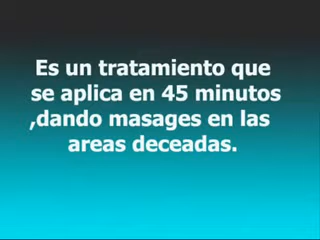 Es un tratamiento que
se aplica en 45 minutos
,dando masages en las
areas deceadas.